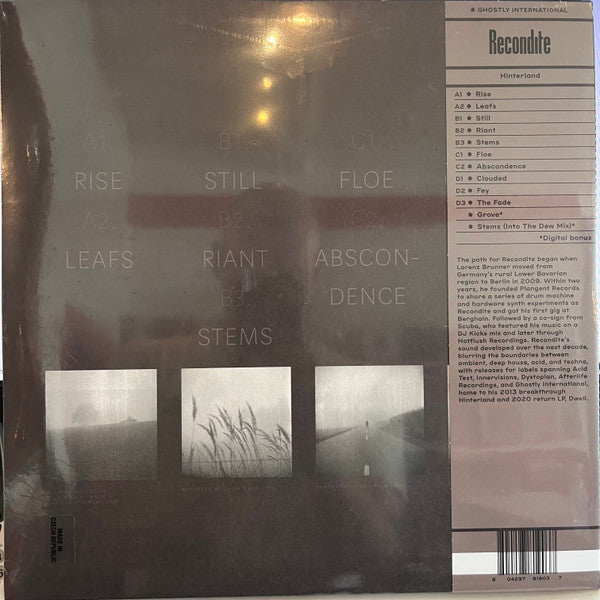 & GHOSTLY INTERNATIONAL
Recondite
Hinterland
A1 ● Rise
A2 ● Leafs
B1 ● Still
B2 ● Riant
B3 ● Stems
C1 ● Floe
C2 ● Abscondence
D1 ● Clouded
D2 ● Fey
D3 ● The Fade
● Grove*
● Stems (Into The Dew Mix)*
*Digital bonus
The path for Recondite began when
Lorenz Brunner moved from
Germany's rural Lower Bavarian
region to Berlin in 2009. Within two
years, he founded Plangent Records
to share a series of drum machine
and hardware synth experiments as
Recondite and got his first gig at
Berghain. Followed by a co-sign from
Scuba, who featured his music on a
DJ Kicks mix and later through
Hotflush Recordings. Recondite's
sound developed over the next decade,
blurring the boundaries between
ambient, deep house, acid, and techno,
with releases for labels spanning Acid
Test, Innervisions, Dystopian, Afterlife
Recordings, and Ghostly International,
home to his 2013 breakthrough
Hinterland and 2020 return LP, Dwell.
8 04297 81903 7
A1.
RISE
A2.
LEAFS
B1.
STILL
B2.
RIANT
B3.
STEMS
C1.
FLOE
C2.
ABSCON-
DENCE
MADE IN
CZECH REPUBLIC